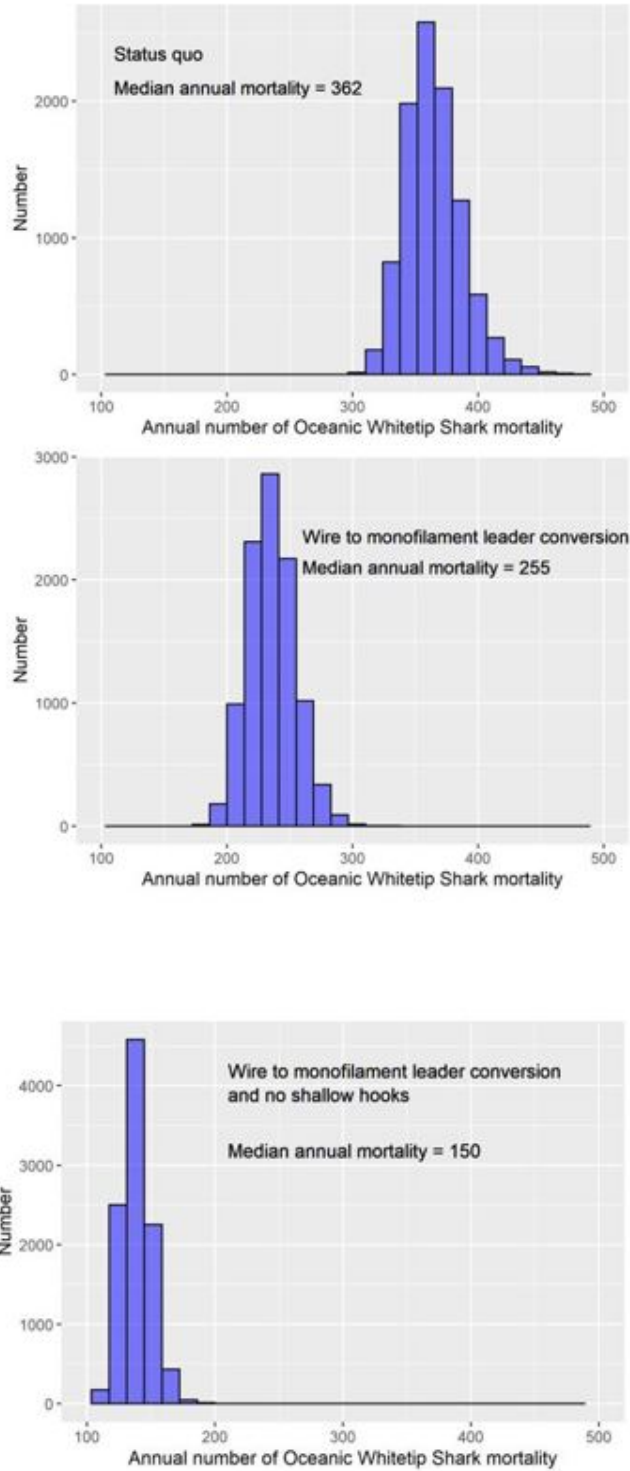 Status quo
Median annual mortality = 362
2000
1000
0
Number
100 200 300 400 500
Annual number of Oceanic Whitetip Shark mortality
3000
Wire to monofilament leader conversion
Median annual mortality = 255
2000
1000
0
Number
100 200 300 400 500
Annual number of Oceanic Whitetip Shark mortality
Wire to monofilament leader conversion
and no shallow hooks
Median annual mortality = 150
4000
3000
2000
1000
0
Number
100 200 300 400 500
Annual number of Oceanic Whitetip Shark mortality